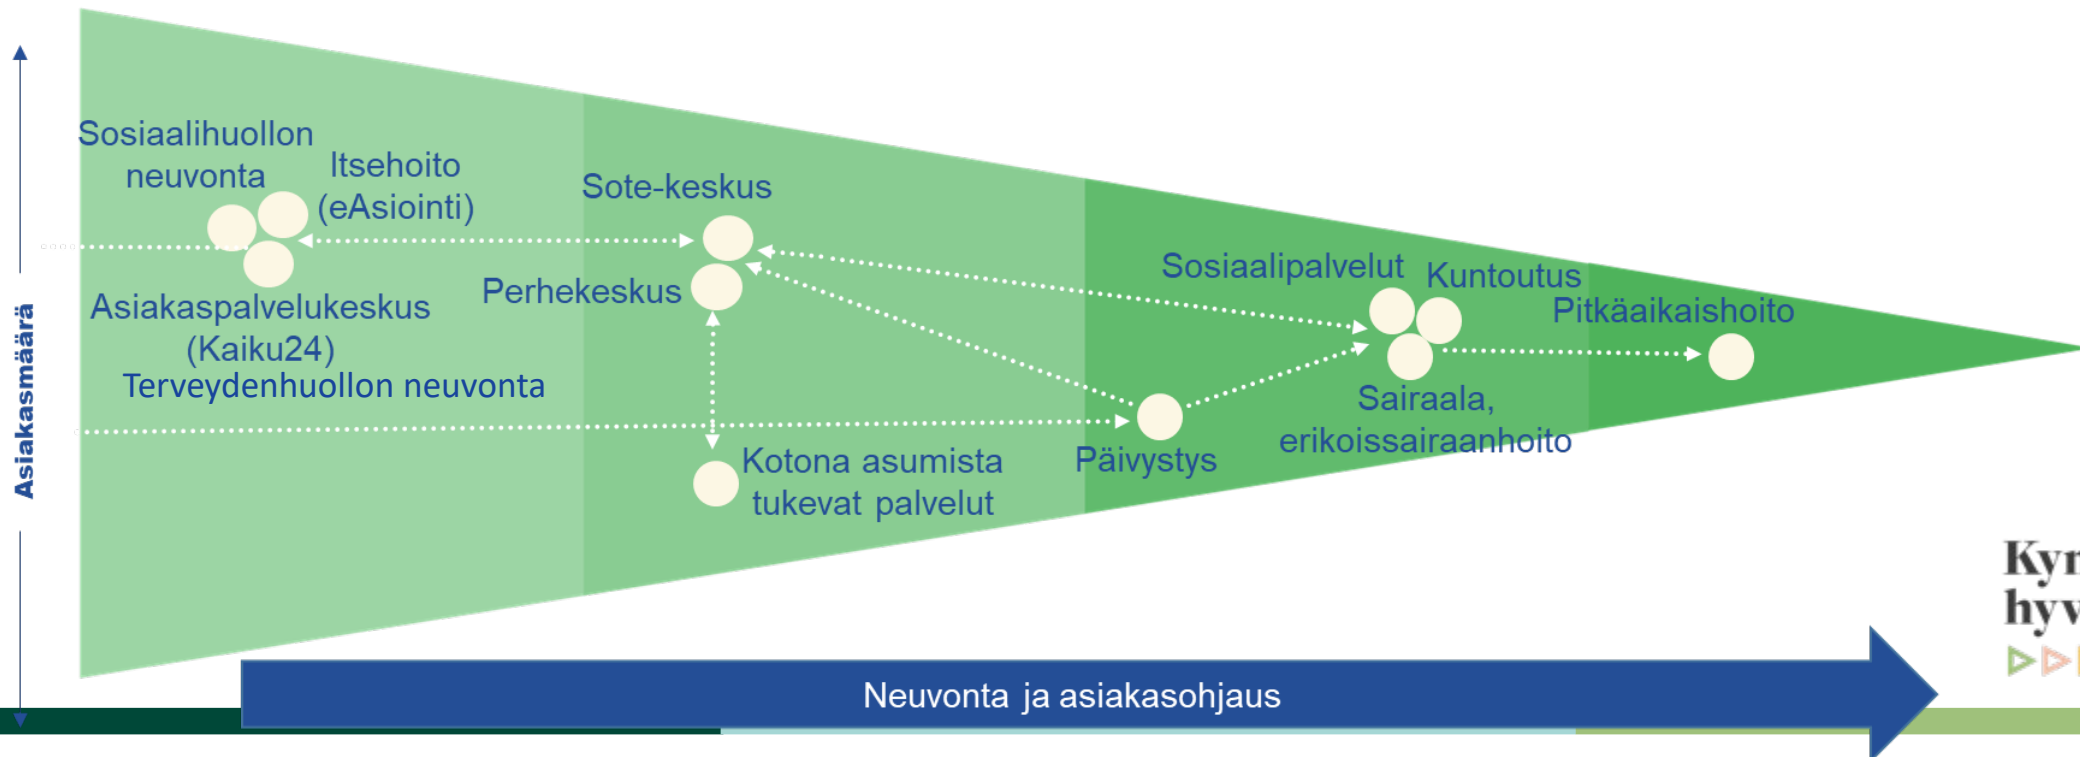 Asiakasmäärä
Sosiaalihuollon
neuvonta
Itsehoito
(eAsiointi)
Asiakaspalvelukeskus
(Kaiku24)
Terveydenhuollon neuvonta
Sote-keskus
Perhekeskus
Kotona asumista
tukevat palvelut
Päivystys
Sosiaalipalvelut
Kuntoutus
Sairaala,
erikoissairaanhoito
Pitkäaikaishoito
Neuvonta ja asiakasohjaus